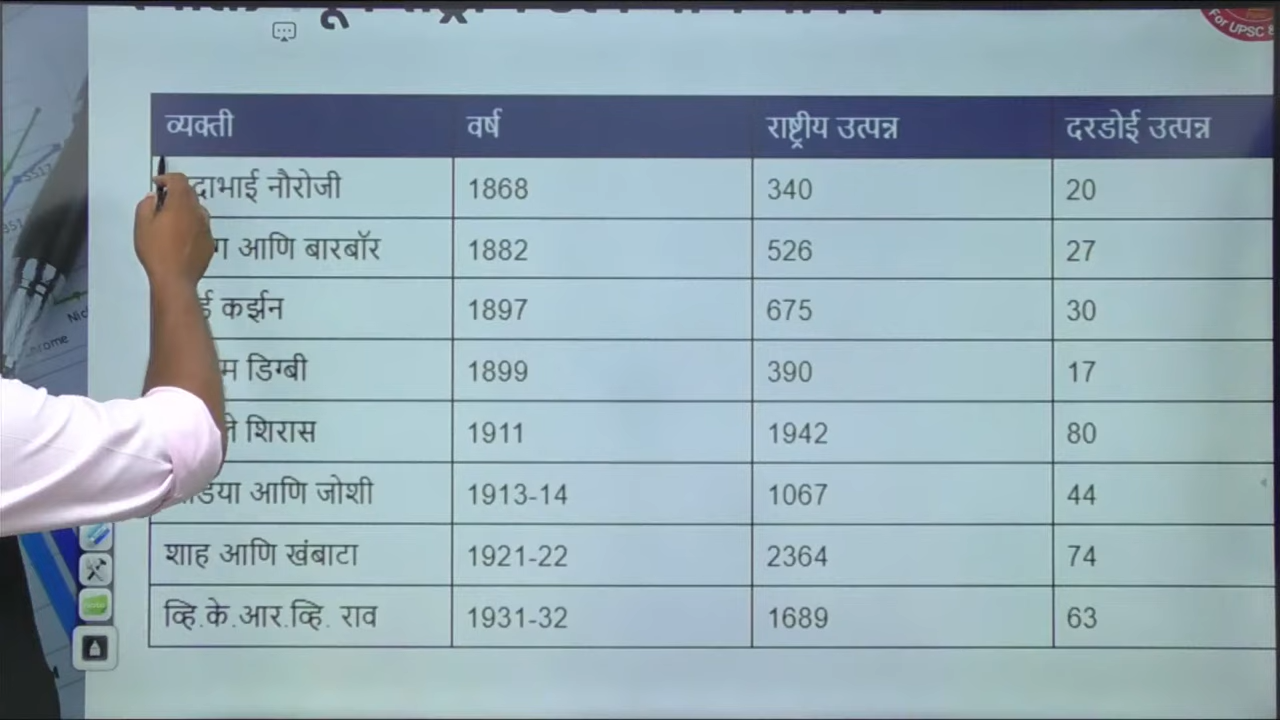 For UPSC &
व्यक्ती वर्ष राष्ट्रीय उत्पन्न दरडोई उत्पन्न
नौरोजी 1868 340 20
आणि बारबॉर 1882 526 27
कर्झन 1897 675 30
डिग्बी 1899 390 17
शिरास 1911 1942 80
आणि जोशी 1913-14 1067 44
शाह आणि खंबाटा 1921-22 2364 74
व्हि.के.आर.व्हि. राव 1931-32 1689 63